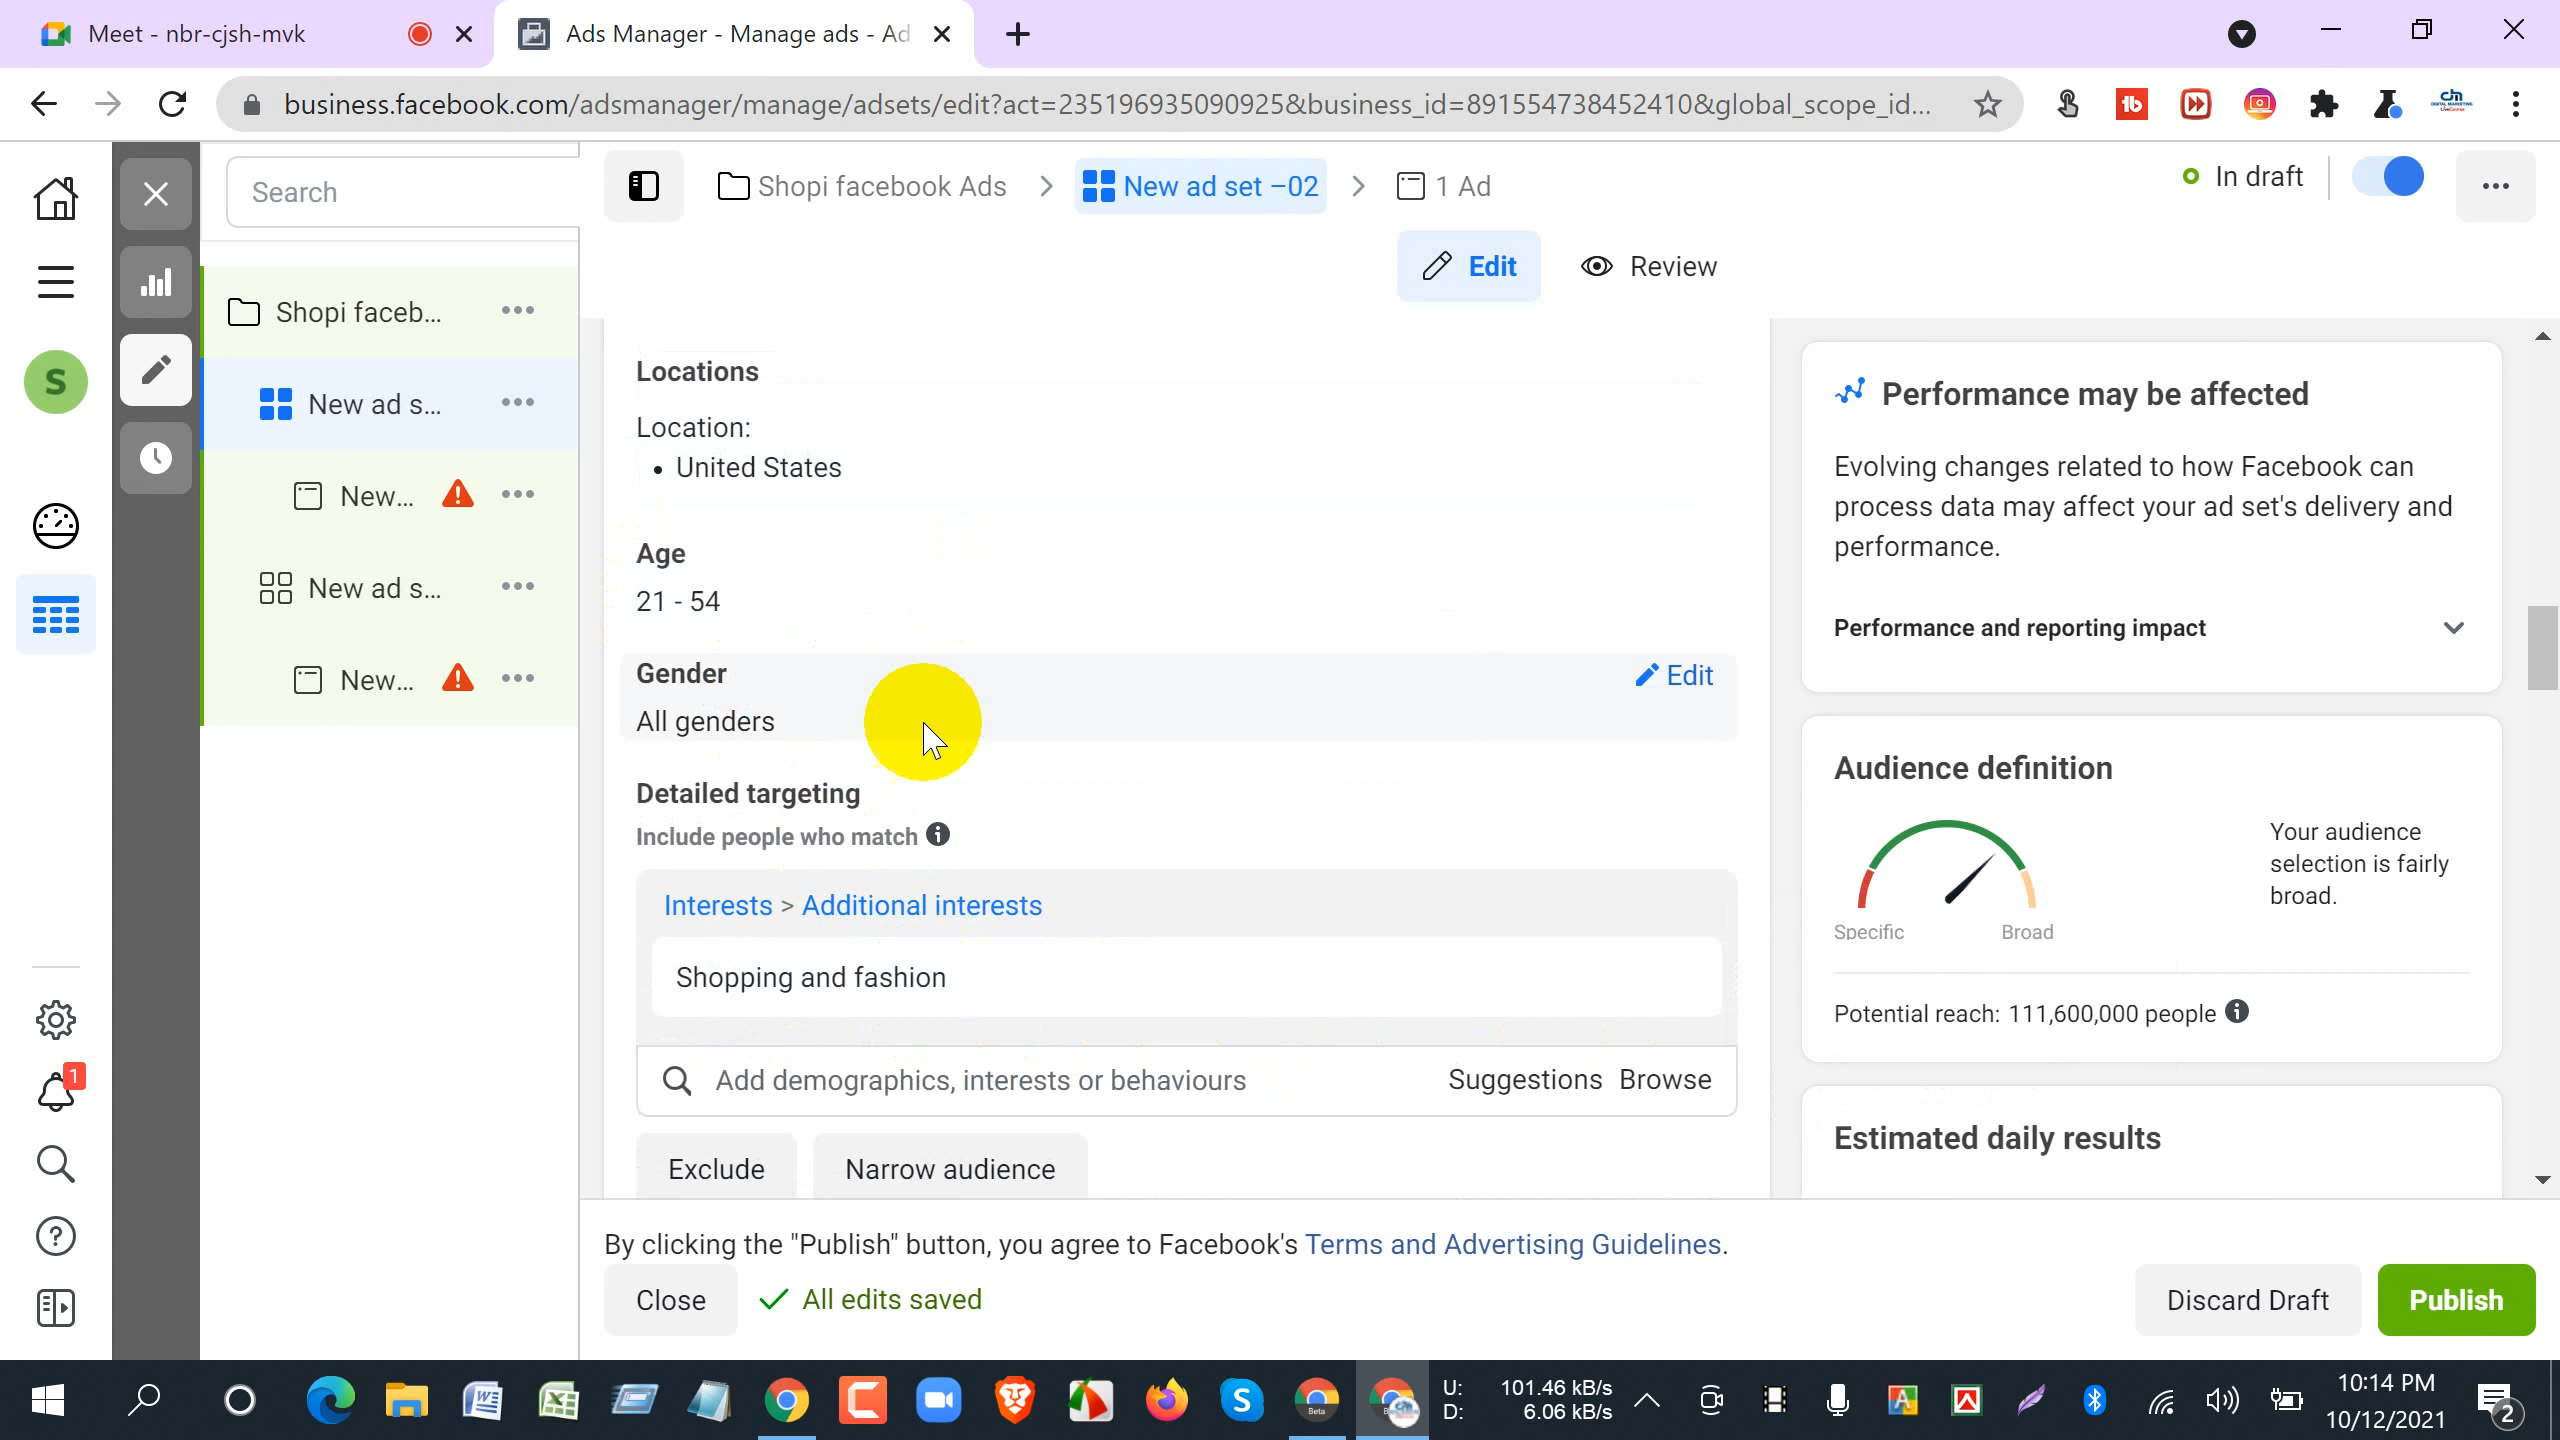 Meet - nbr-cjsh-mvk
Ads Manager - Manage ads - Ad
business.facebook.com/adsmanager/manage/adsets/edit?act=235196935090925&business_id=891554738452410&global_scope_id...
Search
Shopi facebook Ads > New ad set –02 > 1 Ad
In draft
Edit
Review
S
Shopi faceb...
New ad s...
New...
New ad s...
New...
Locations
Location:
• United States
Age
21 - 54
Gender
Edit
All genders
Detailed targeting
Include people who match
Interests > Additional interests
Shopping and fashion
Add demographics, interests or behaviours
Suggestions Browse
Exclude
Narrow audience
Performance may be affected
Evolving changes related to how Facebook can
process data may affect your ad set's delivery and
performance.
Performance and reporting impact
Audience definition
Your audience
selection is fairly
broad.
Specific
Broad
Potential reach: 111,600,000 people
Estimated daily results
1
By clicking the "Publish" button, you agree to Facebook's Terms and Advertising Guidelines.
Close
All edits saved
Discard Draft
Publish
U: 101.46 kB/s
D: 6.06 kB/s
10:14 PM
10/12/2021
2